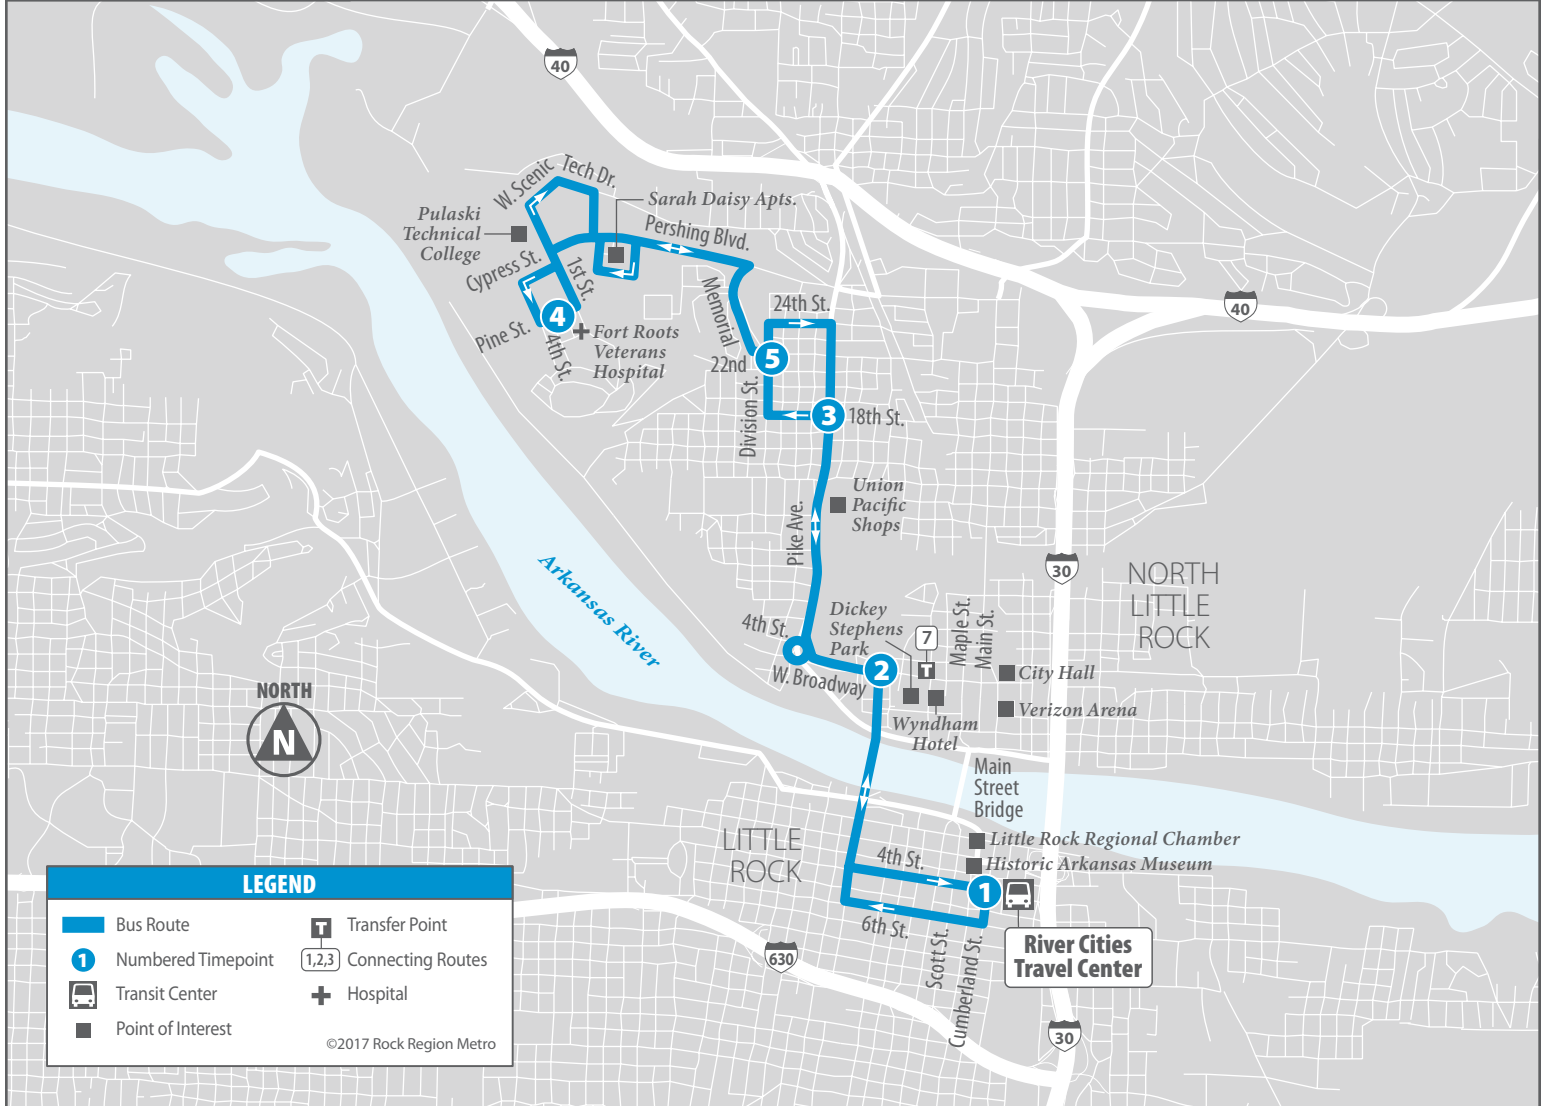 40
W. Scenic
Tech Dr.
Sarah Daisy Apts.
Pulaski
Technical
College
Pershing Blvd.
Cypress St.
1st St.
Memorial
24th St.
40
4
Pine St.
4th St.
Fort Roots
Veterans
Hospital
22nd
5
Division St.
3
18th St.
Union
Pacific
Shops
Pike Ave.
Arkansas River
30
NORTH
LITTLE
ROCK
4th St.
Dickey
Stephens
Park
7
T
Maple St.
Main St.
2
W. Broadway
City Hall
Verizon Arena
Wyndham
Hotel
NORTH
N
Main
Street
Bridge
LITTLE
ROCK
Little Rock Regional Chamber
Historic Arkansas Museum
4th St.
1
6th St.
Scott St.
Cumberland St.
River Cities
Travel Center
630
30
LEGEND
Bus Route
T Transfer Point
1 Numbered Timepoint
1,2,3 Connecting Routes
Transit Center
Hospital
Point of Interest
©2017 Rock Region Metro